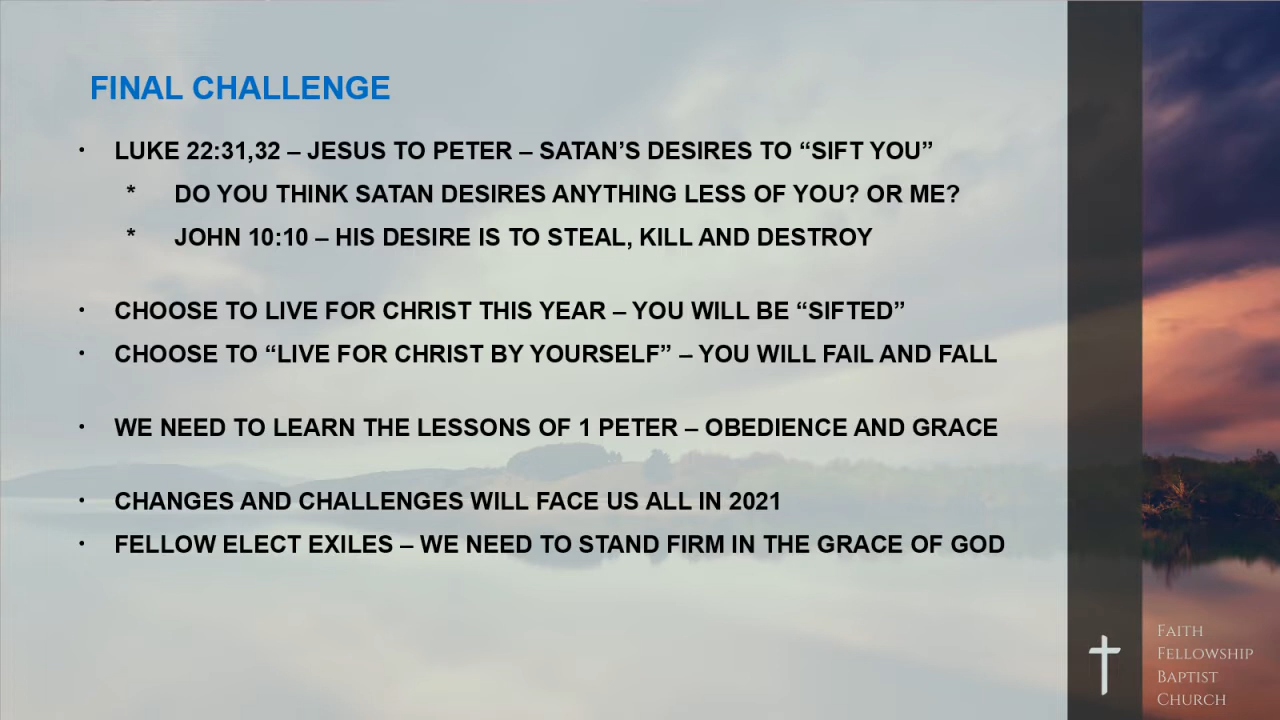 FINAL CHALLENGE
· LUKE 22:31,32 – JESUS TO PETER – SATAN’S DESIRES TO “SIFT YOU”
* DO YOU THINK SATAN DESIRES ANYTHING LESS OF YOU? OR ME?
* JOHN 10:10 – HIS DESIRE IS TO STEAL, KILL AND DESTROY
· CHOOSE TO LIVE FOR CHRIST THIS YEAR – YOU WILL BE “SIFTED”
· CHOOSE TO “LIVE FOR CHRIST BY YOURSELF” – YOU WILL FAIL AND FALL
· WE NEED TO LEARN THE LESSONS OF 1 PETER – OBEDIENCE AND GRACE
· CHANGES AND CHALLENGES WILL FACE US ALL IN 2021
· FELLOW ELECT EXILES – WE NEED TO STAND FIRM IN THE GRACE OF GOD
Faith
Fellowship
Baptist
Church